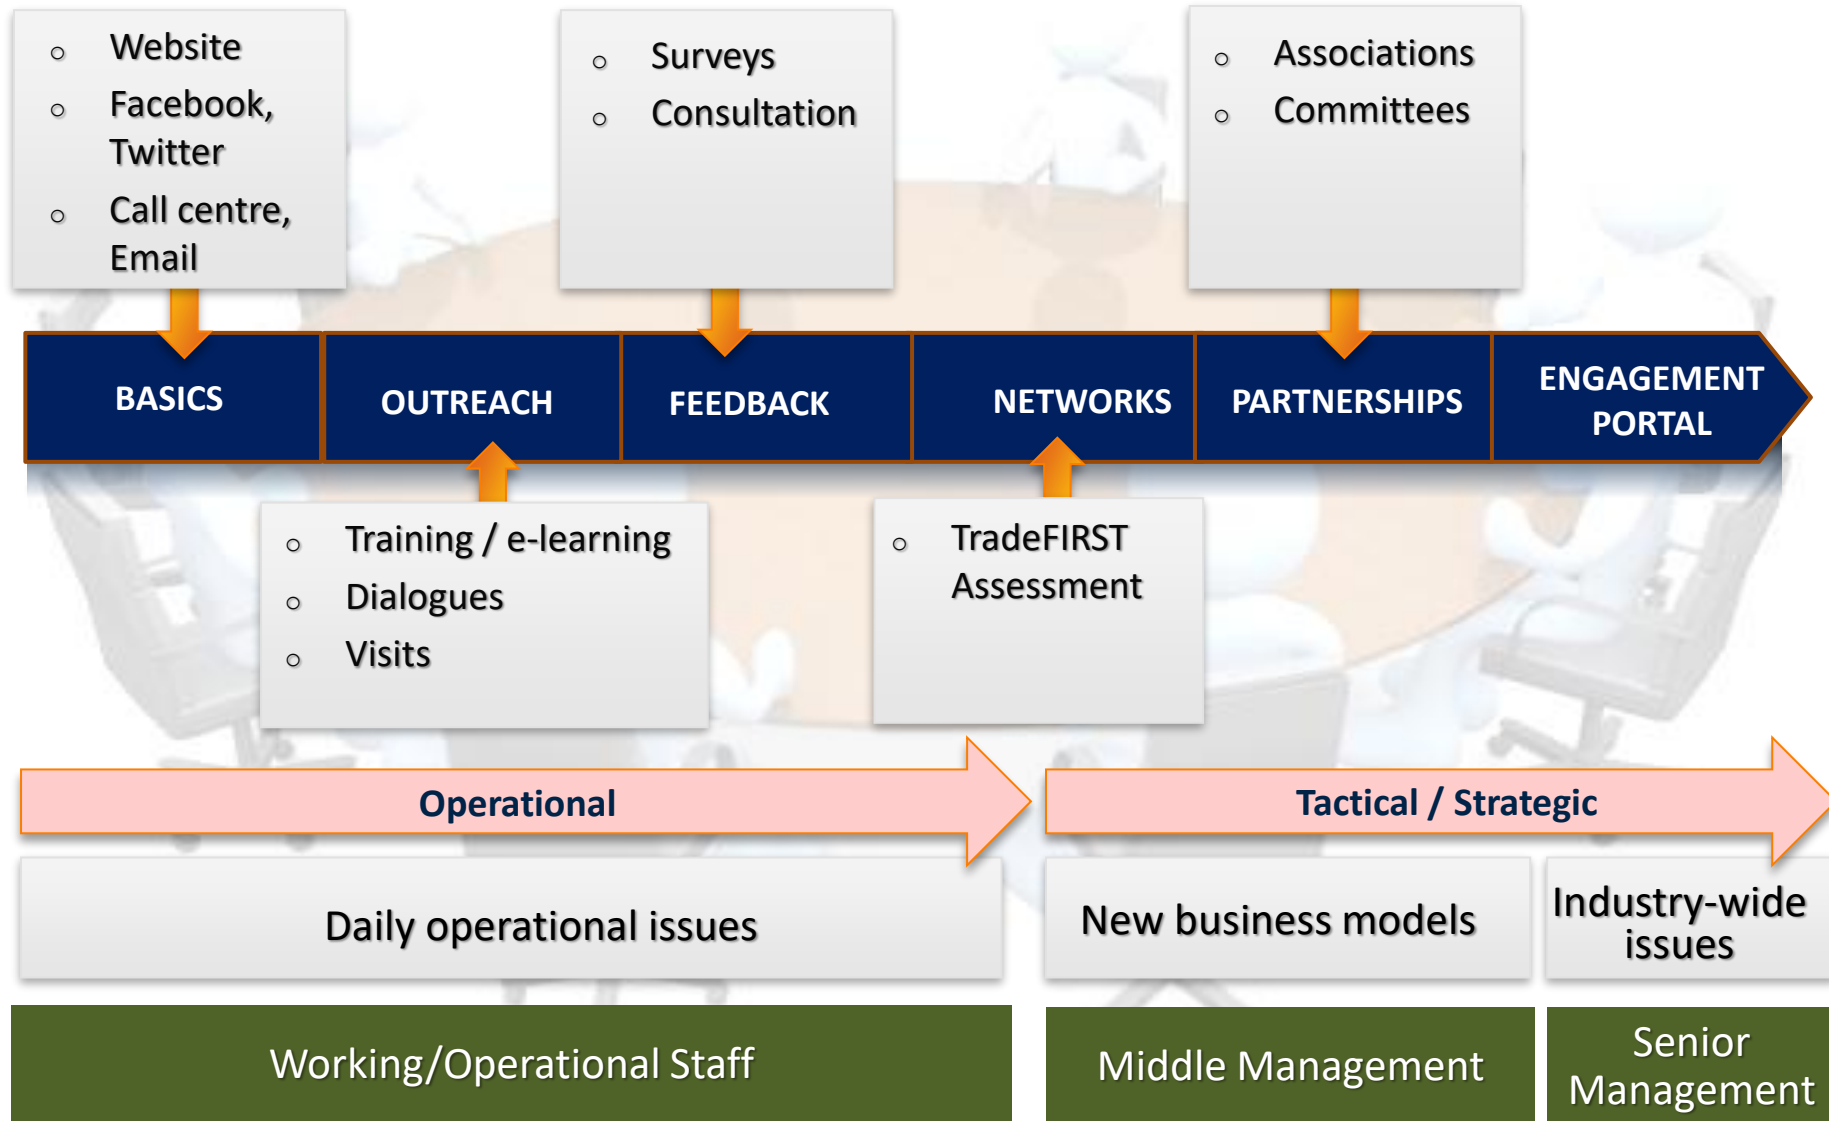 Website
Facebook,
Twitter
Call centre,
Email
Surveys
Consultation
Associations
Committees
BASICS
OUTREACH
FEEDBACK
NETWORKS
PARTNERSHIPS
ENGAGEMENT
PORTAL
Training / e-learning
Dialogues
Visits
TradeFIRST
Assessment
Operational
Tactical / Strategic
Daily operational issues
New business models
Industry-wide
issues
Working/Operational Staff
Middle Management
Senior
Management